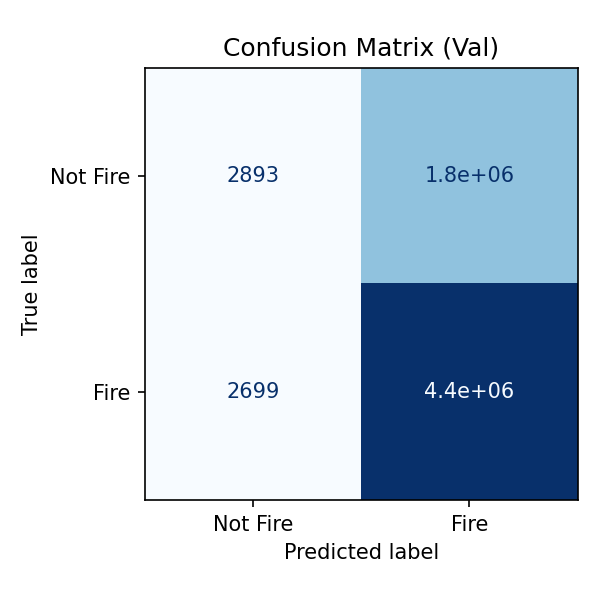 Confusion Matrix (Val)
True label
Not Fire
2893
1.8e+06
Fire
2699
4.4e+06
Not Fire
Fire
Predicted label